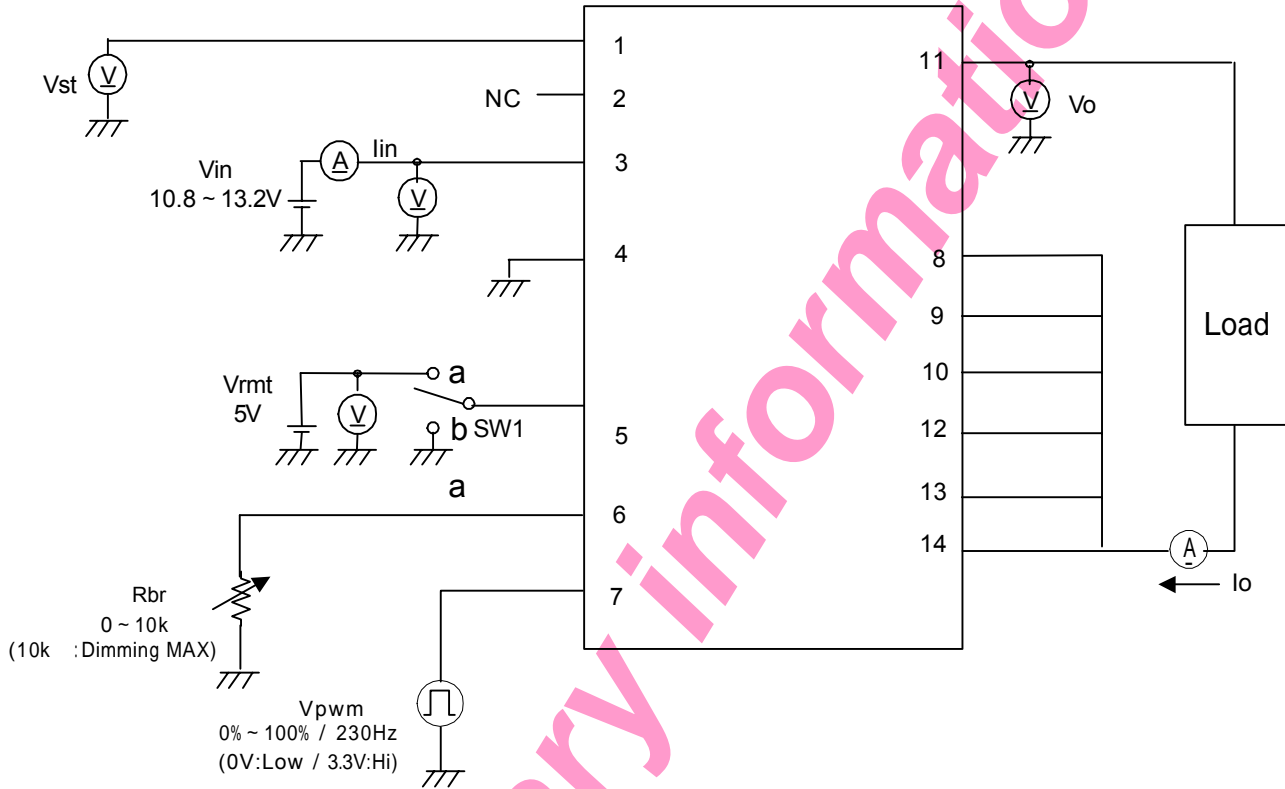 1
11
V
Vst
V
Vo
NC
2
Vin
10.8 ~ 13.2V
A
Iin
V
3
4
8
9
Load
10
Vrmt
5V
V
a
b
SW1
5
12
13
a
6
14
A
Io
Rbr
0 ~ 10k
(10k :Dimming MAX)
7
Vpwm
0% ~ 100% / 230Hz
(0V:Low / 3.3V:Hi)
ry information